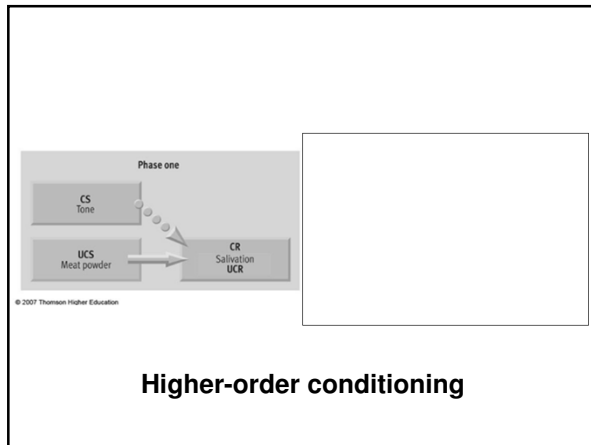 Phase one
CS
Tone
UCS
Meat powder
CR
Salivation
UCR
© 2007 Thomson Higher Education
Higher-order conditioning